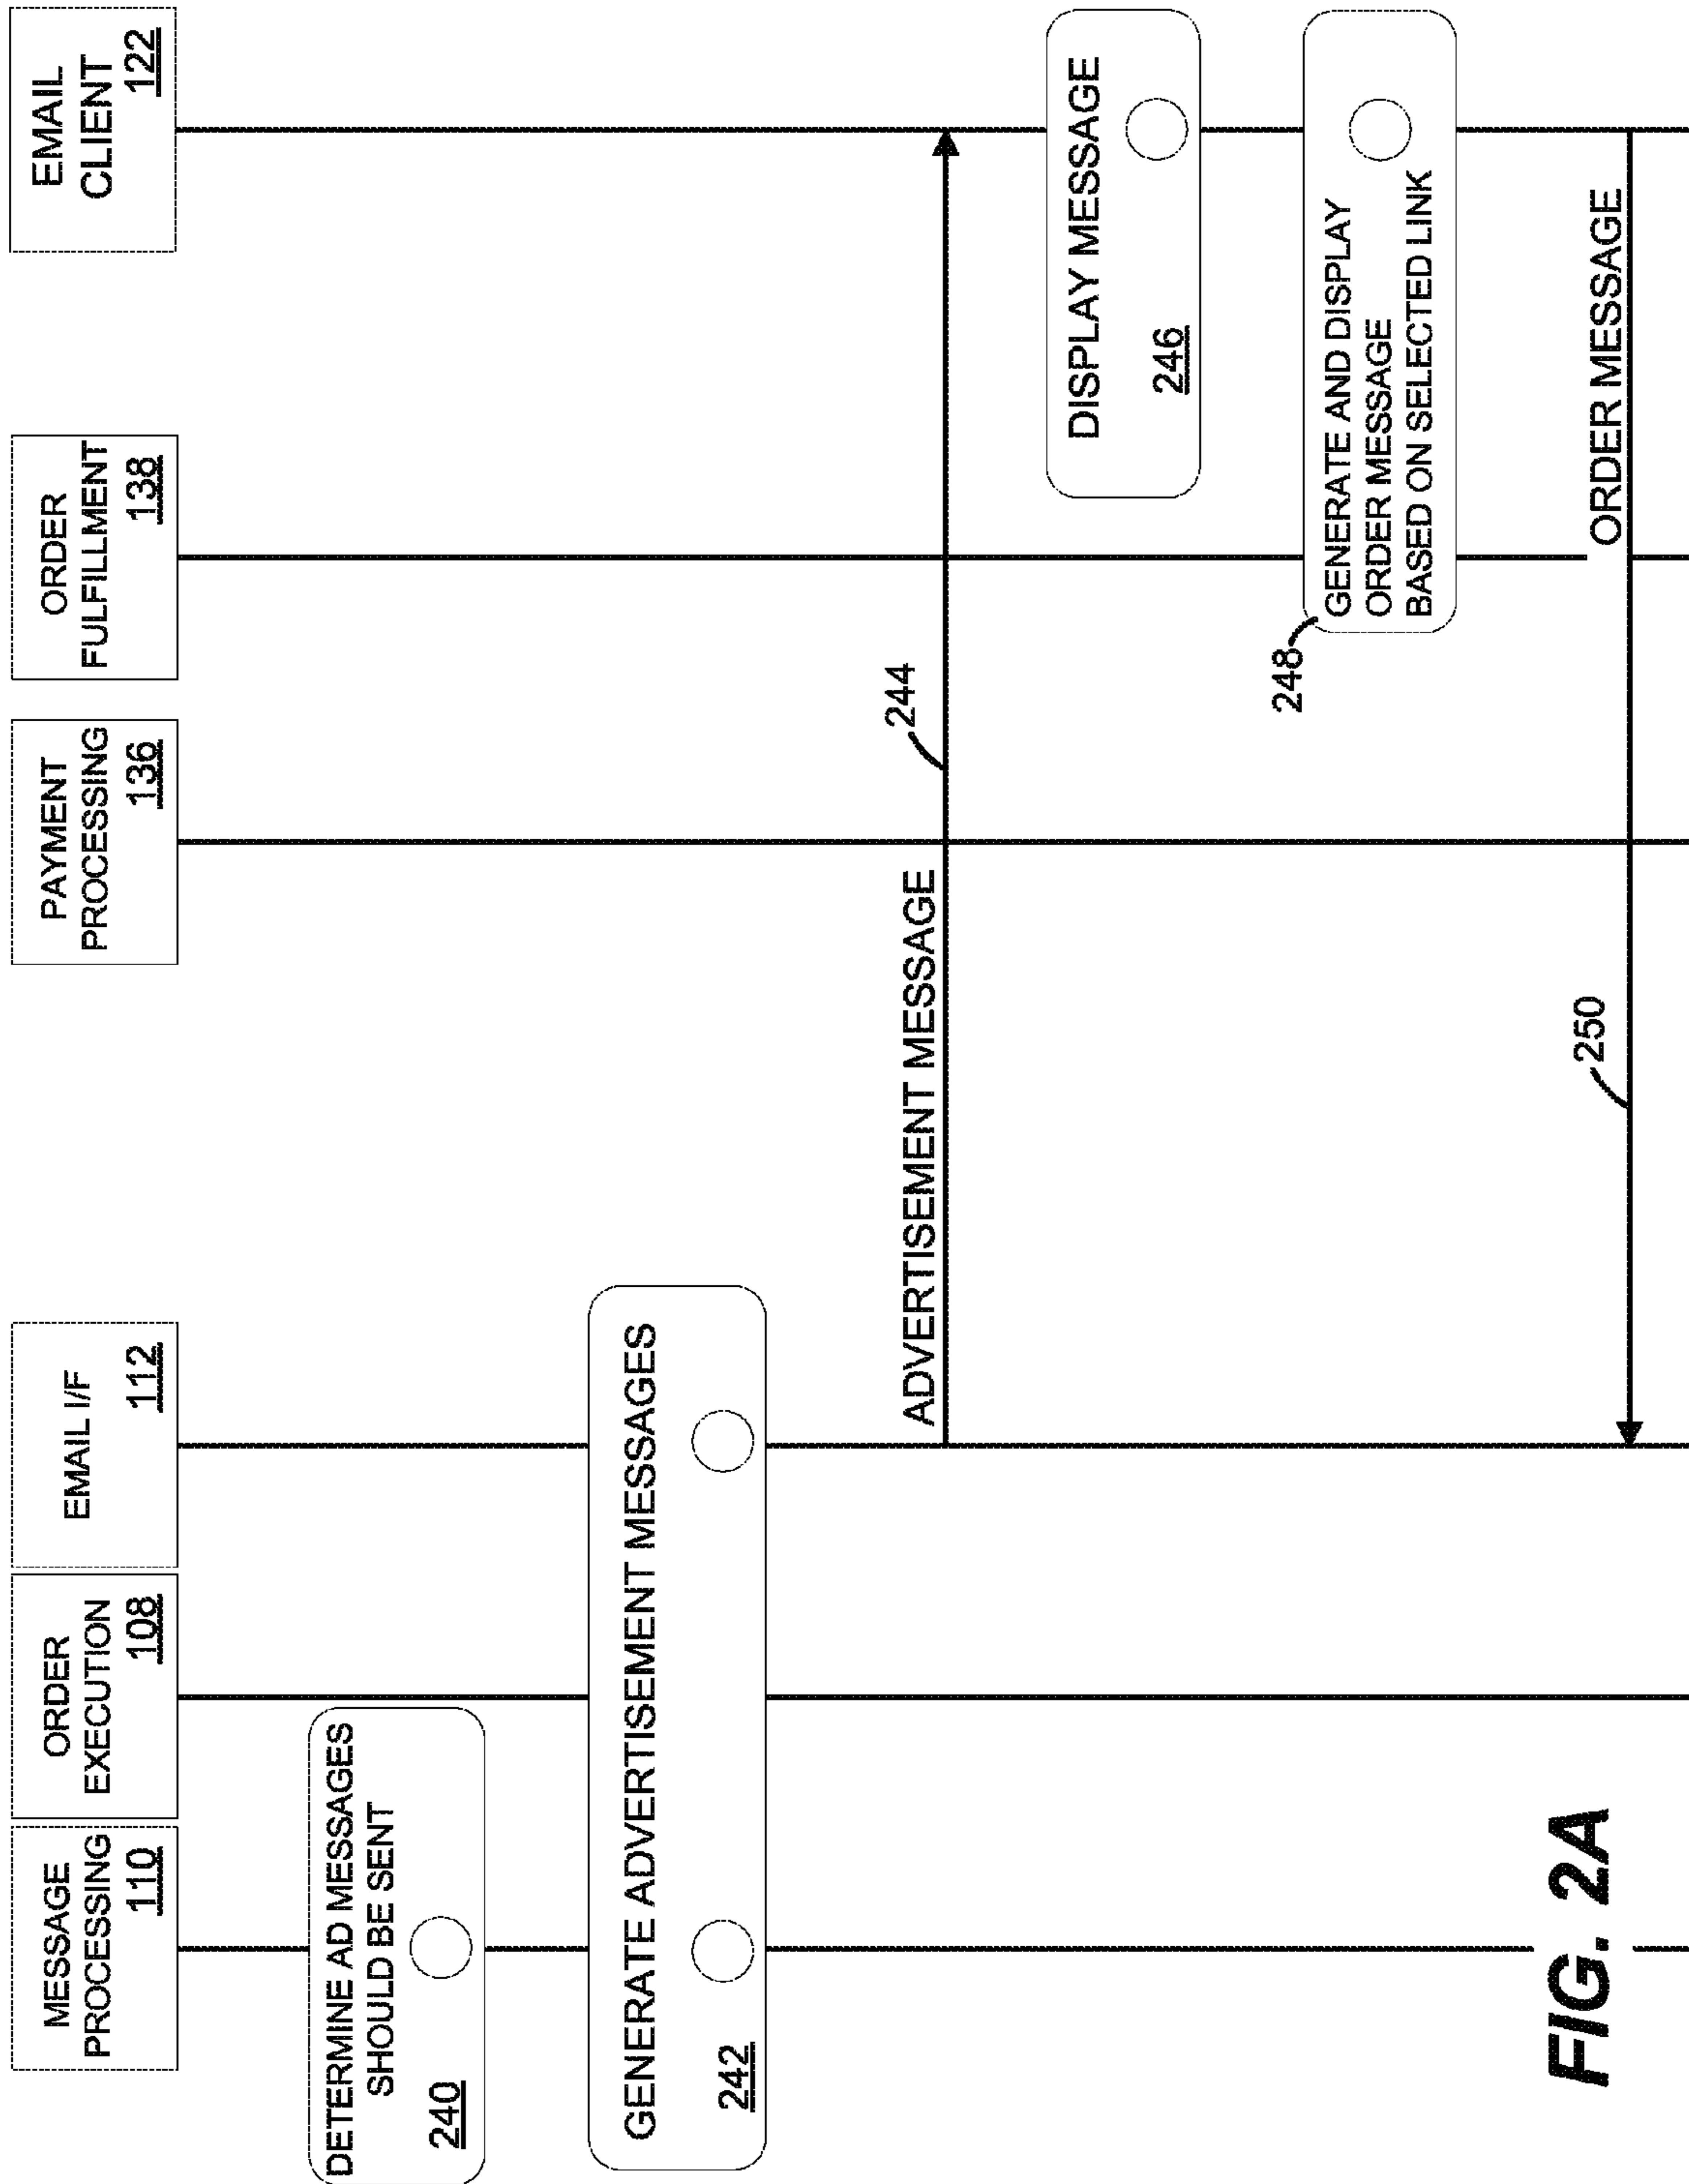 MESSAGE
PROCESSING
110
ORDER
EXECUTION
108
EMAIL I/F
112
PAYMENT
PROCESSING
136
ORDER
FULFILLMENT
138
EMAIL
CLIENT
122
DETERMINE AD MESSAGES
SHOULD BE SENT
240
GENERATE ADVERTISEMENT MESSAGES
242
ADVERTISEMENT MESSAGE
244
DISPLAY MESSAGE
246
248
GENERATE AND DISPLAY
ORDER MESSAGE
BASED ON SELECTED LINK
250
ORDER MESSAGE
FIG. 2A